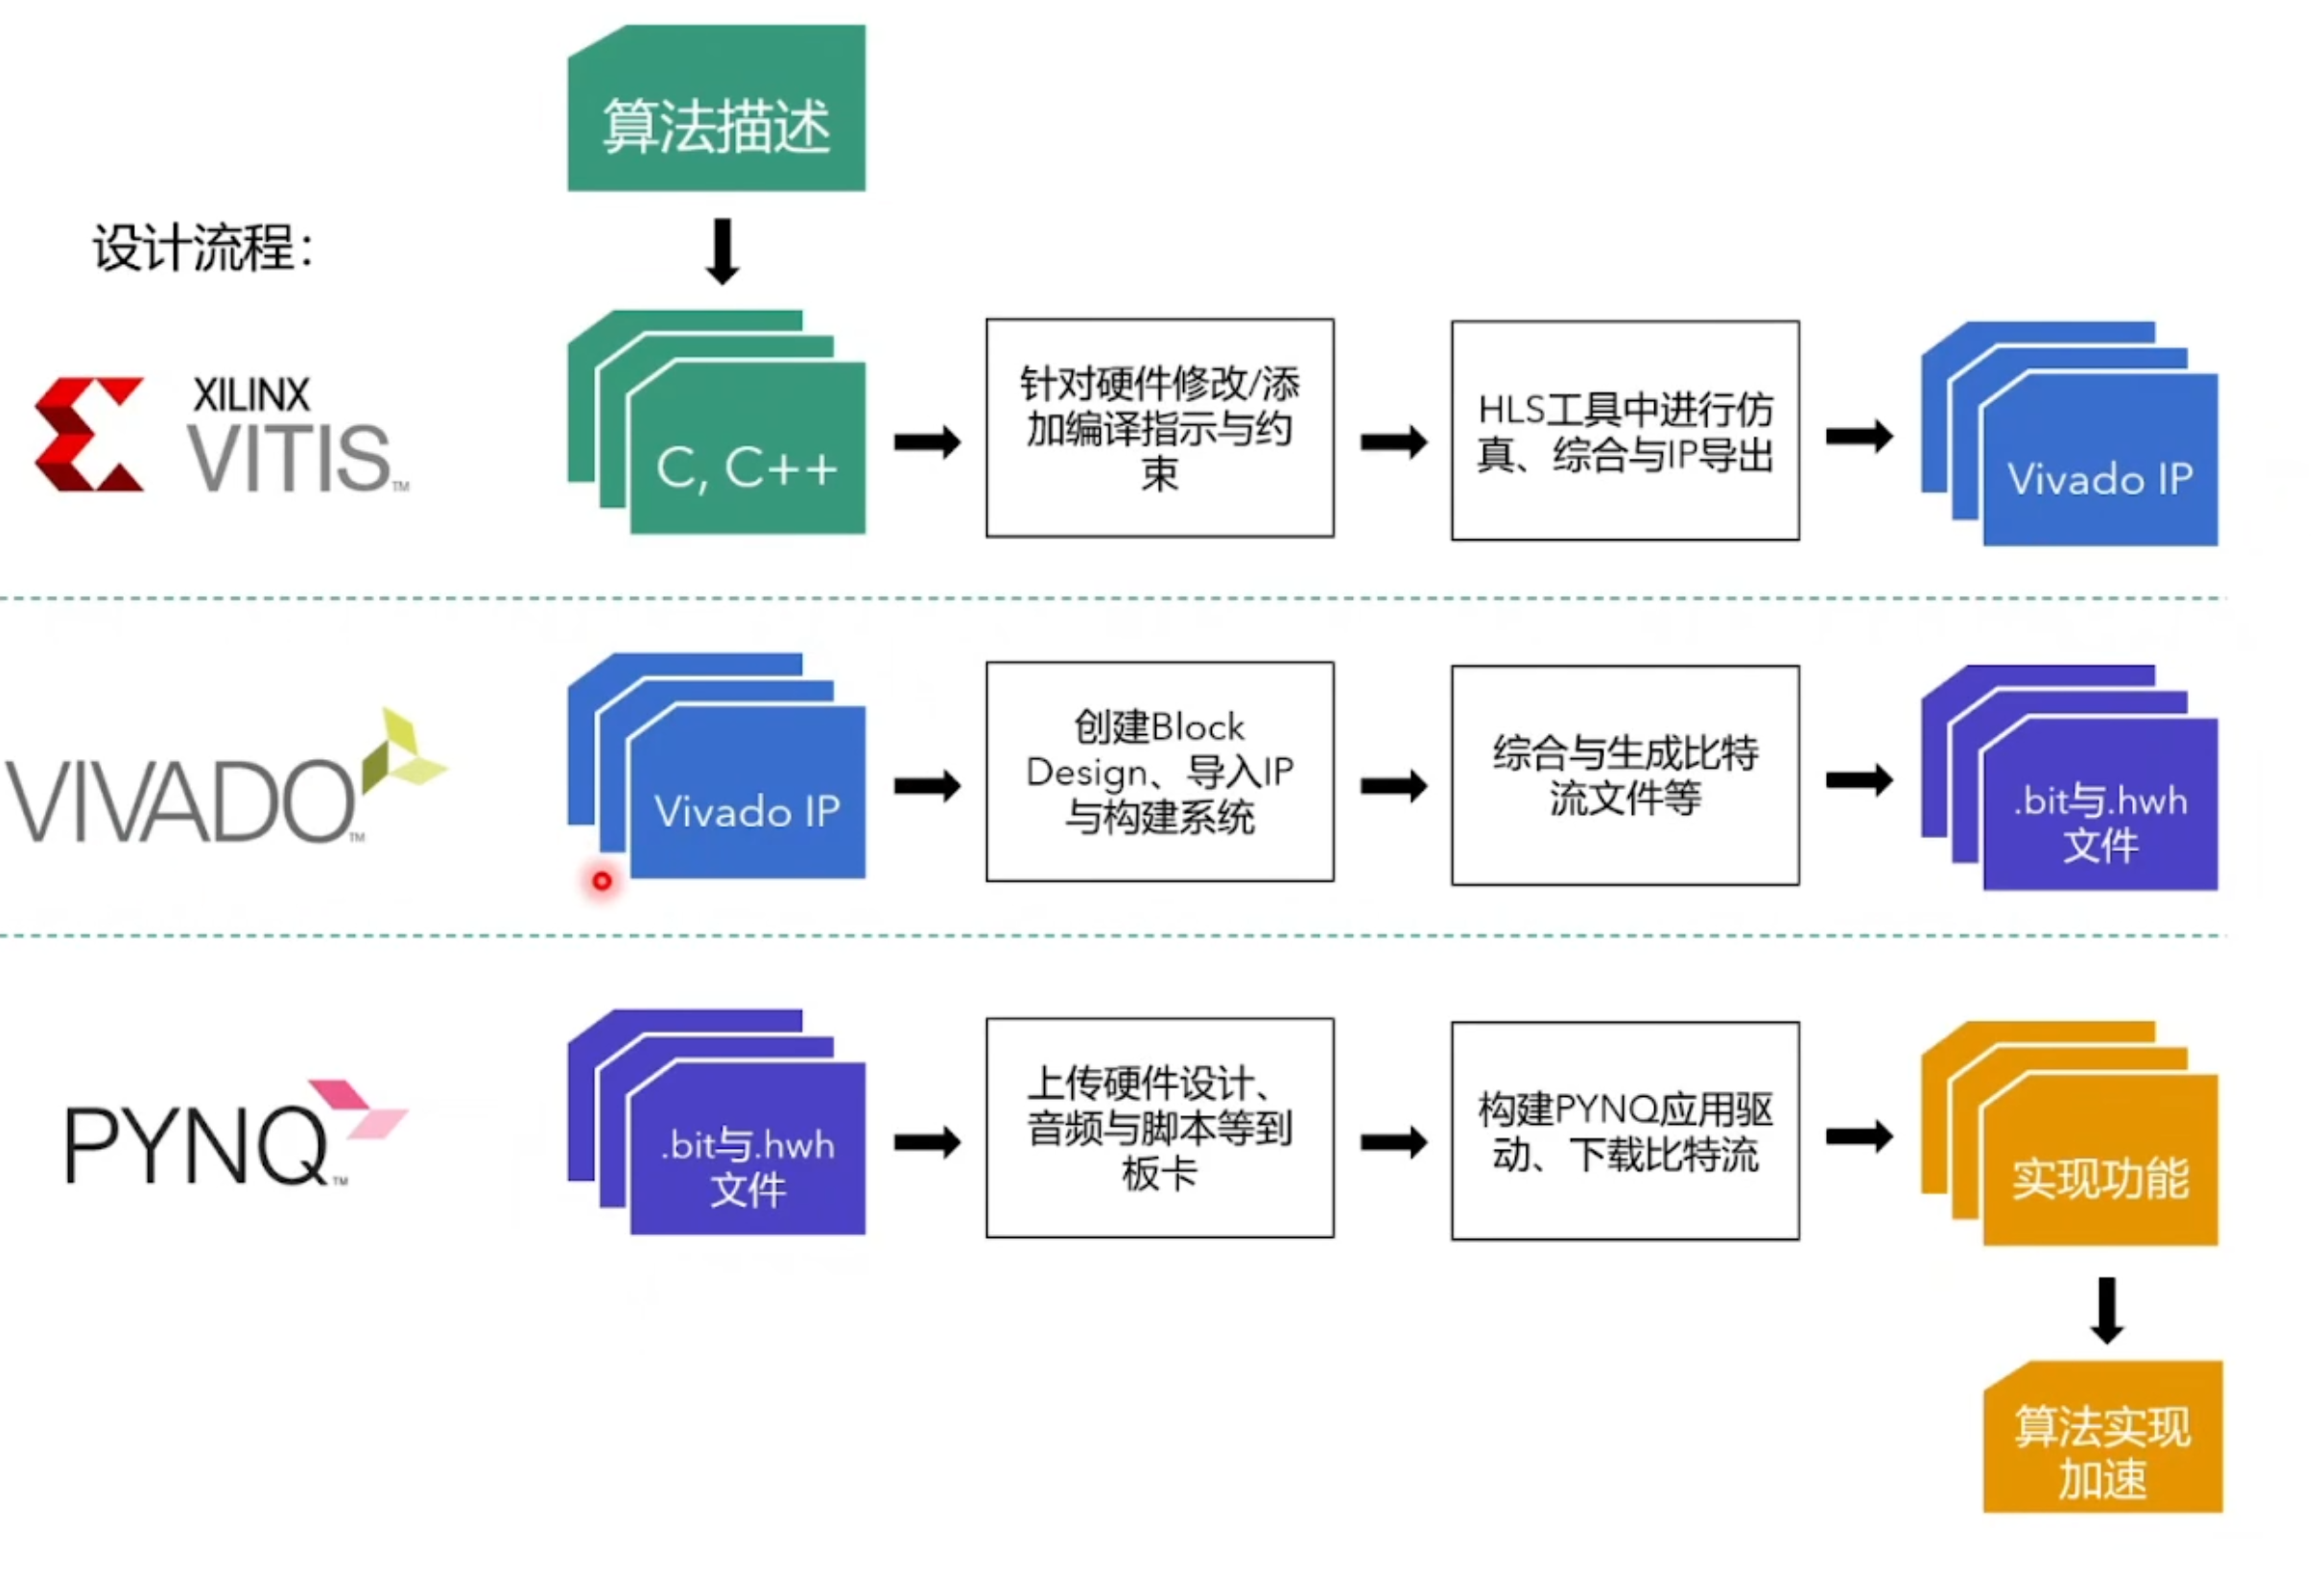 算法描述
设计流程：
XILINX
VITIS™
C, C++
针对硬件修改/添
加编译指示与约
束
HLS工具中进行仿
真、综合与IP导出
Vivado IP
VIVADO™
Vivado IP
创建Block
Design、导入IP
与构建系统
综合与生成比特
流文件等
.bit与.hwh
文件
PYNQ™
.bit与.hwh
文件
上传硬件设计、
音频与脚本等到
板卡
构建PYNQ应用驱
动、下载比特流
实现功能
算法实现
加速